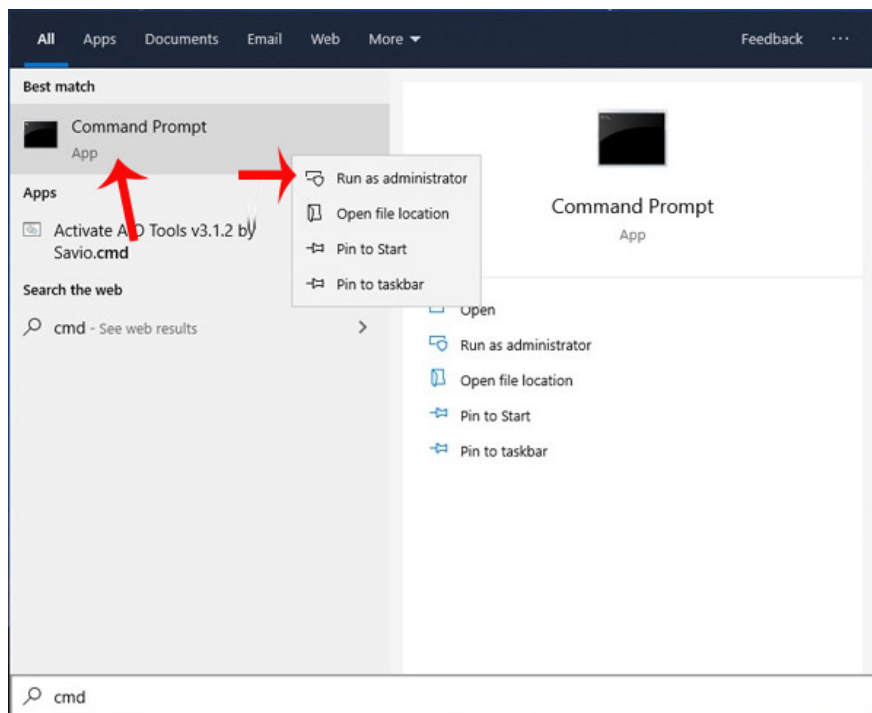 All Apps Documents Email Web More Feedback ...
Best match
Command Prompt
App
Apps
Activate AIO Tools v3.1.2 by
Savio.cmd
Search the web
cmd - See web results
Run as administrator
Open file location
Pin to Start
Pin to taskbar
Command Prompt
App
Open
Run as administrator
Open file location
Pin to Start
Pin to taskbar
cmd